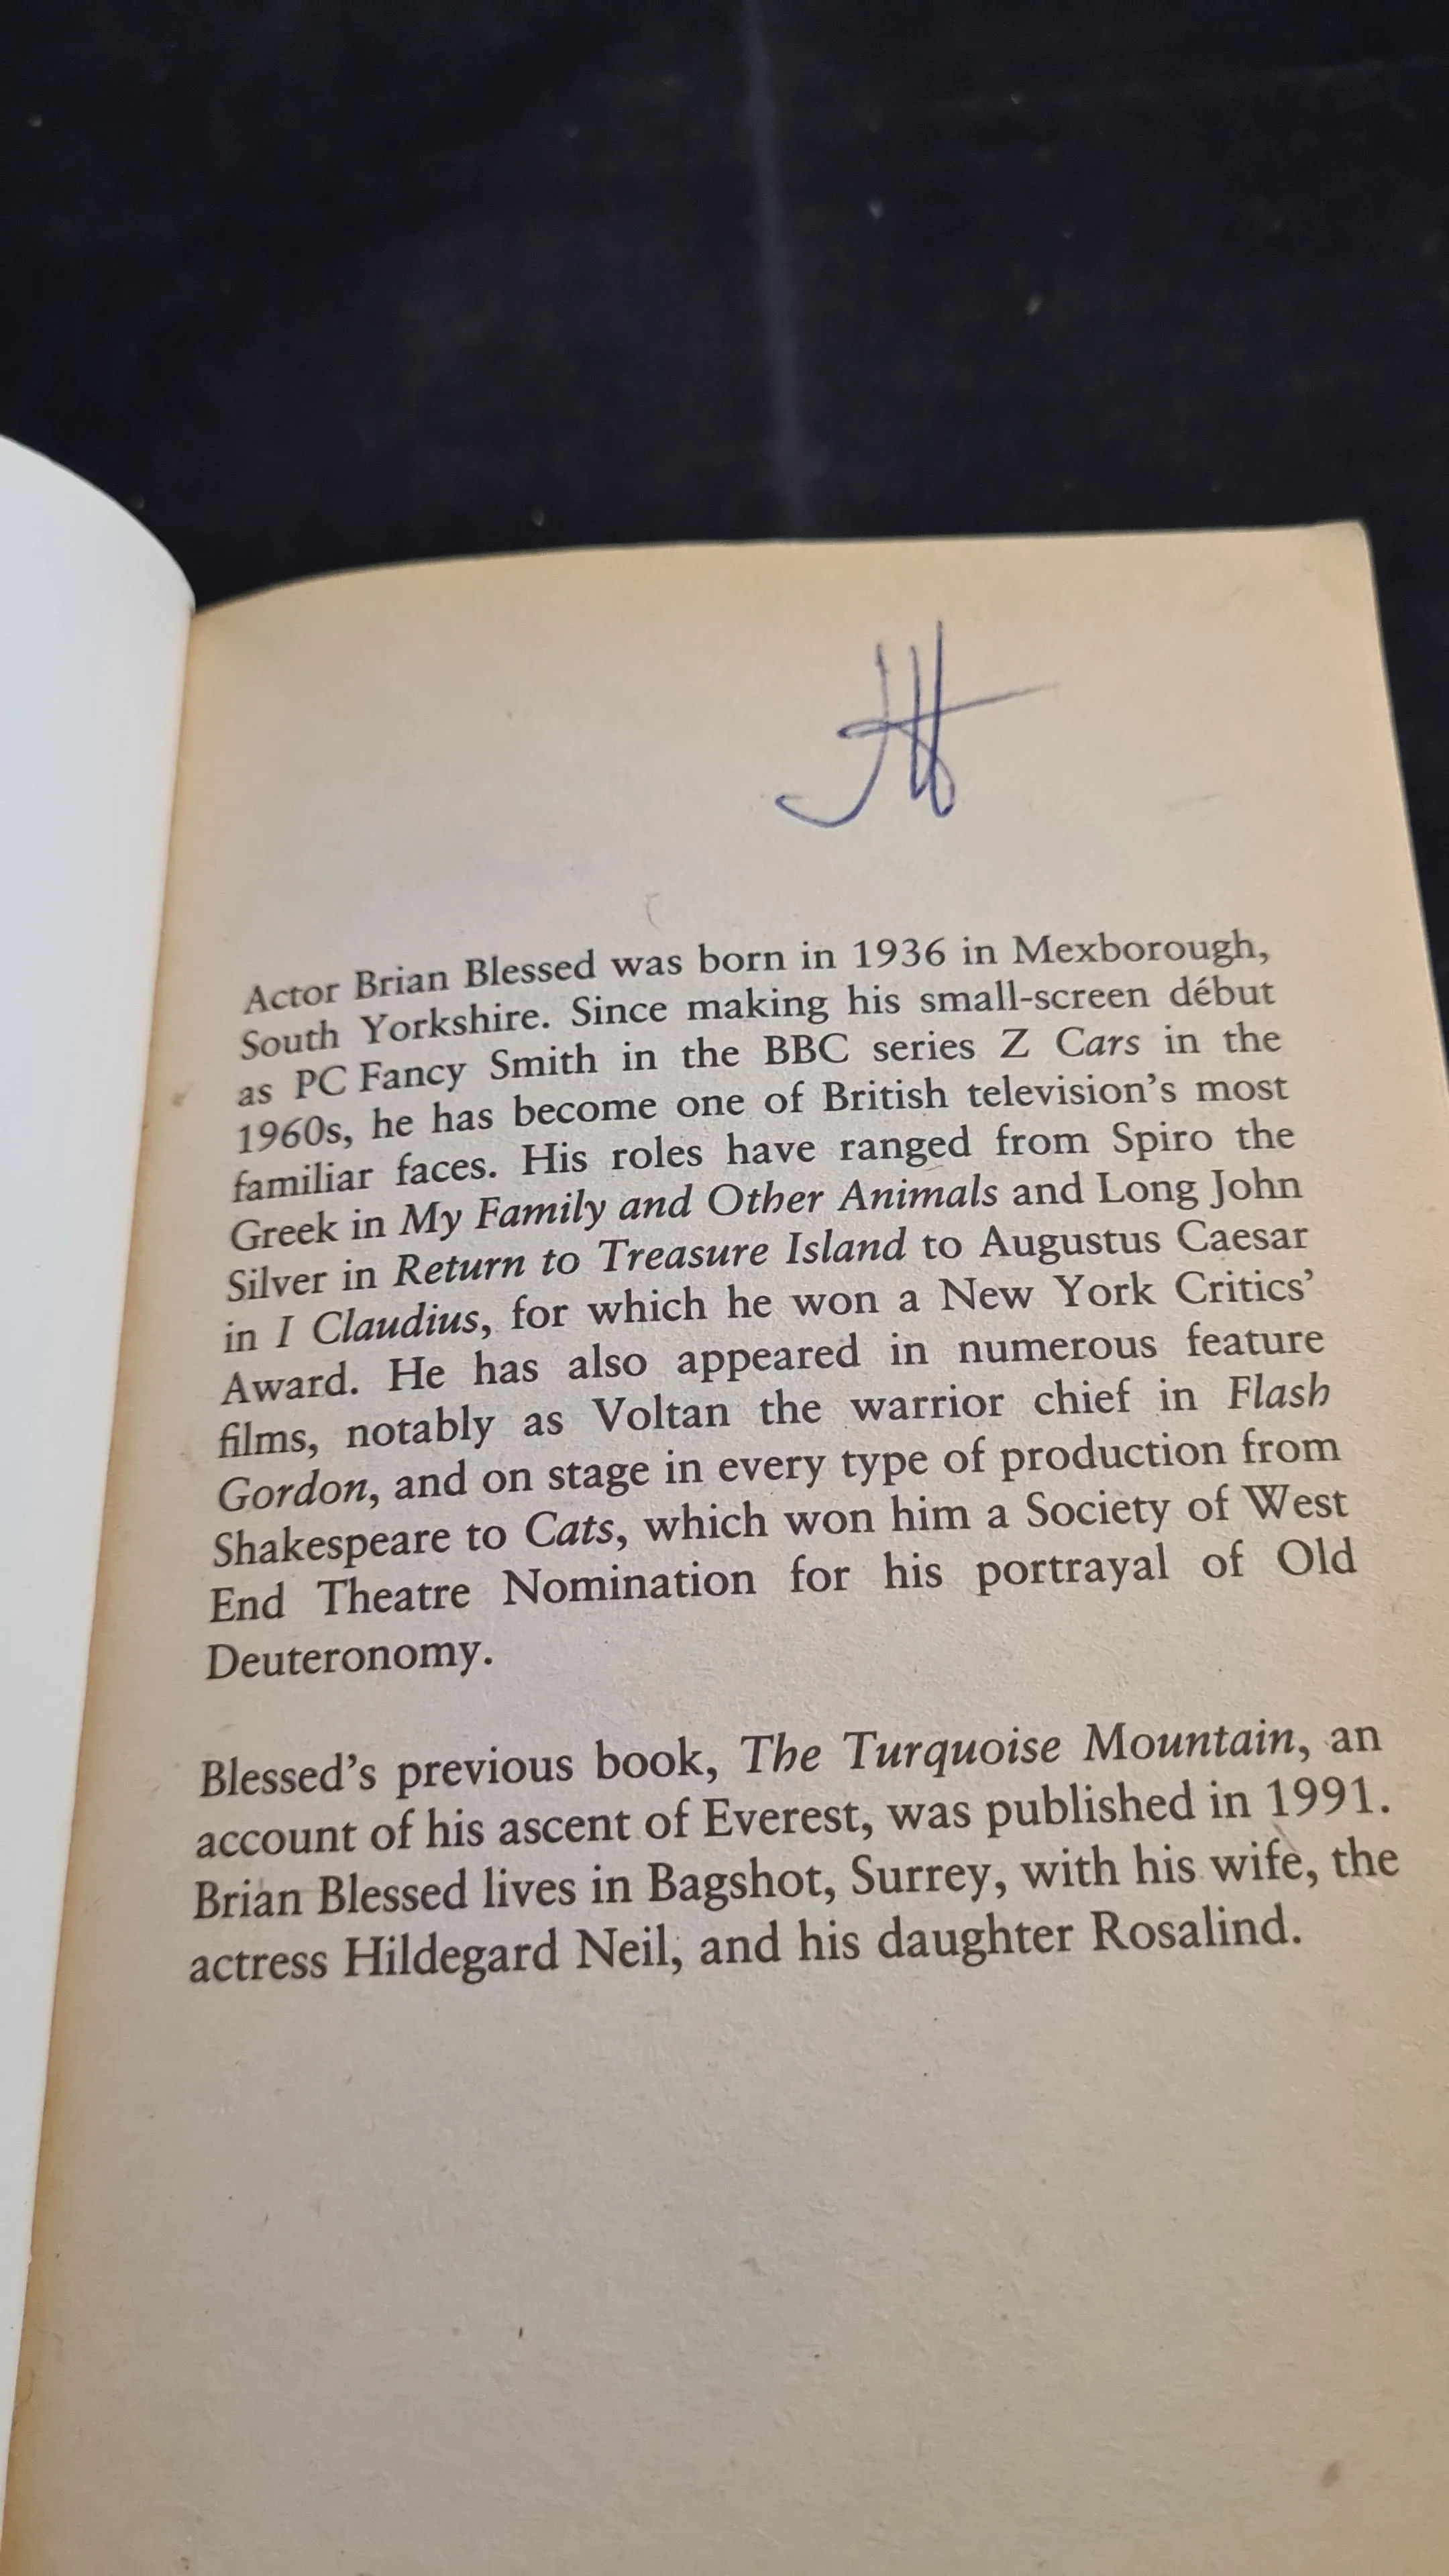 Actor Brian Blessed was born in 1936 in Mexborough,
South Yorkshire. Since making his small-screen début
as PC Fancy Smith in the BBC series Z Cars in the
1960s, he has become one of British television's most
familiar faces. His roles have ranged from Spiro the
Greek in My Family and Other Animals and Long John
Silver in Return to Treasure Island to Augustus Caesar
in I Claudius, for which he won a New York Critics'
Award. He has also appeared in numerous feature
films, notably as Voltan the warrior chief in Flash
Gordon, and on stage in every type of production from
Shakespeare to Cats, which won him a Society of West
End Theatre Nomination for his portrayal of Old
Deuteronomy.
Blessed's previous book, The Turquoise Mountain, an
account of his ascent of Everest, was published in 1991.
Brian Blessed lives in Bagshot, Surrey, with his wife, the
actress Hildegard Neil, and his daughter Rosalind.